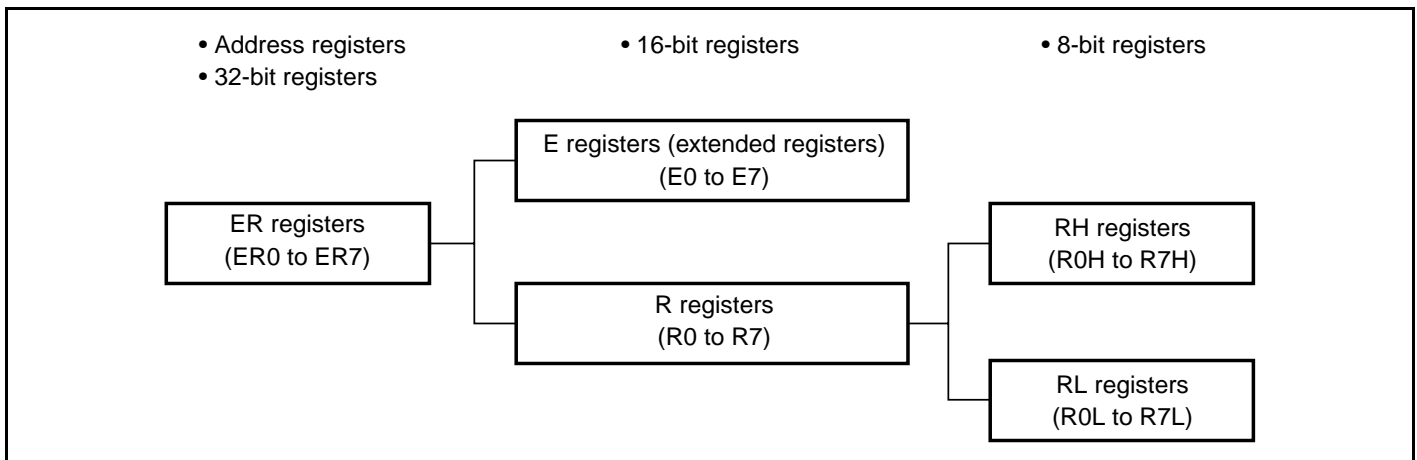 • Address registers
• 32-bit registers
• 16-bit registers
• 8-bit registers
E registers (extended registers)
(E0 to E7)
ER registers
(ER0 to ER7)
RH registers
(R0H to R7H)
R registers
(R0 to R7)
RL registers
(R0L to R7L)